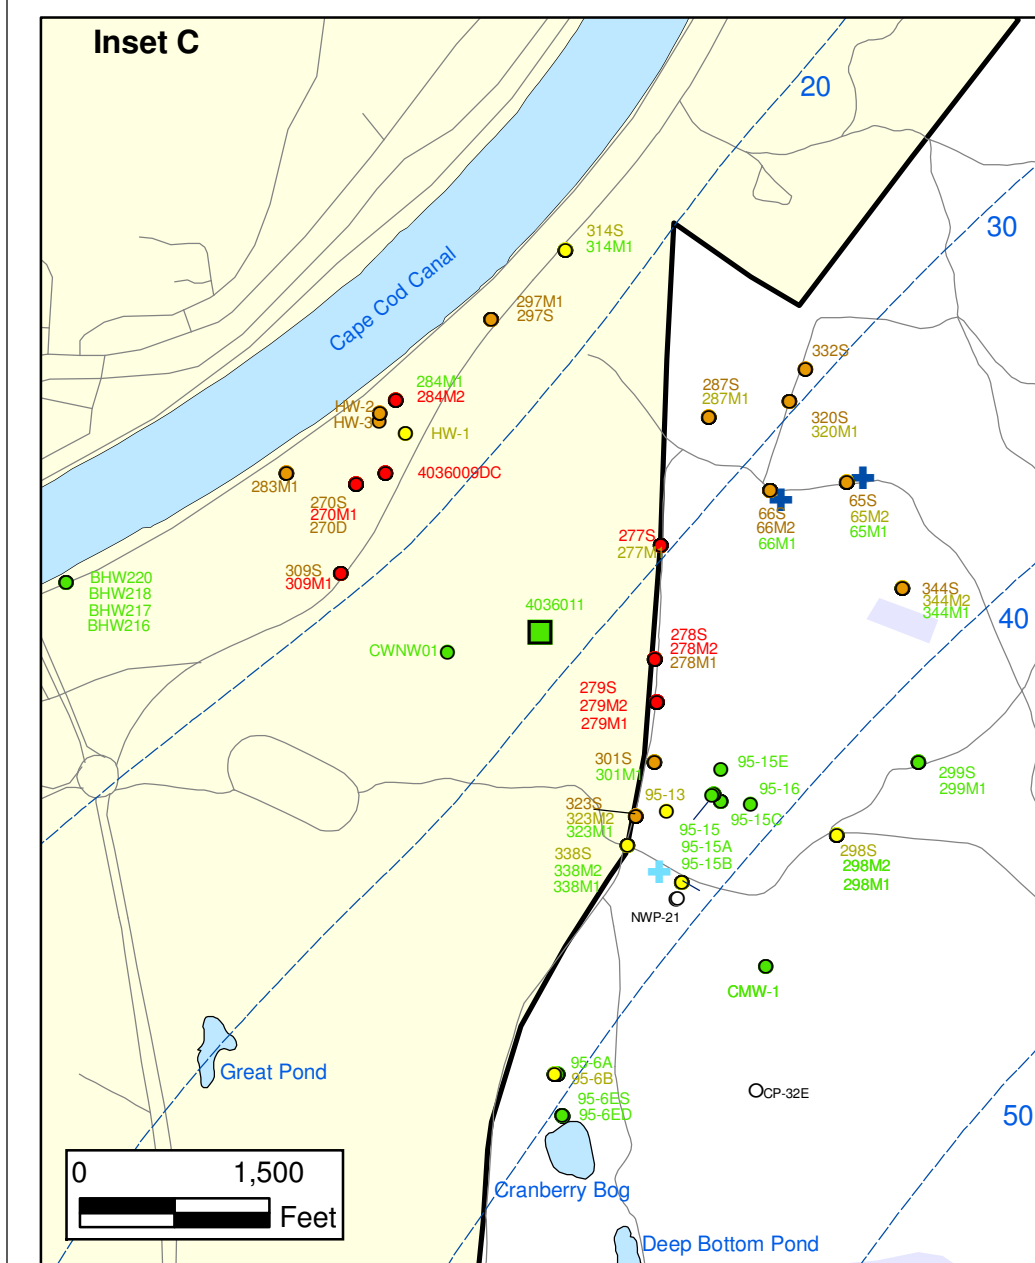 Inset C
20
30
314S
314M1
Cape Cod Canal
297M1
297S
332S
284M1
284M2
287S
287M1
HW-2
HW-3
HW-1
320S
320M1
283M1
4036009DC
270S
270M1
270D
66S
66M2
66M1
65S
65M2
65M1
277S
277M1
309S
309M1
BHW220
BHW218
BHW217
BHW216
344S
344M2
344M1
4036011
40
CWNW01
278S
278M2
278M1
279S
279M2
279M1
301S
301M1
95-15E
299S
299M1
95-13
95-16
323S
323M2
323M1
95-15C
95-15
95-15A
95-15B
338S
338M2
338M1
298S
298M2
298M1
NWP-21
CMW-1
95-6A
95-6B
Great Pond
CP-32E
95-6ES
95-6ED
50
0
1,500
Feet
Cranberry Bog
Deep Bottom Pond